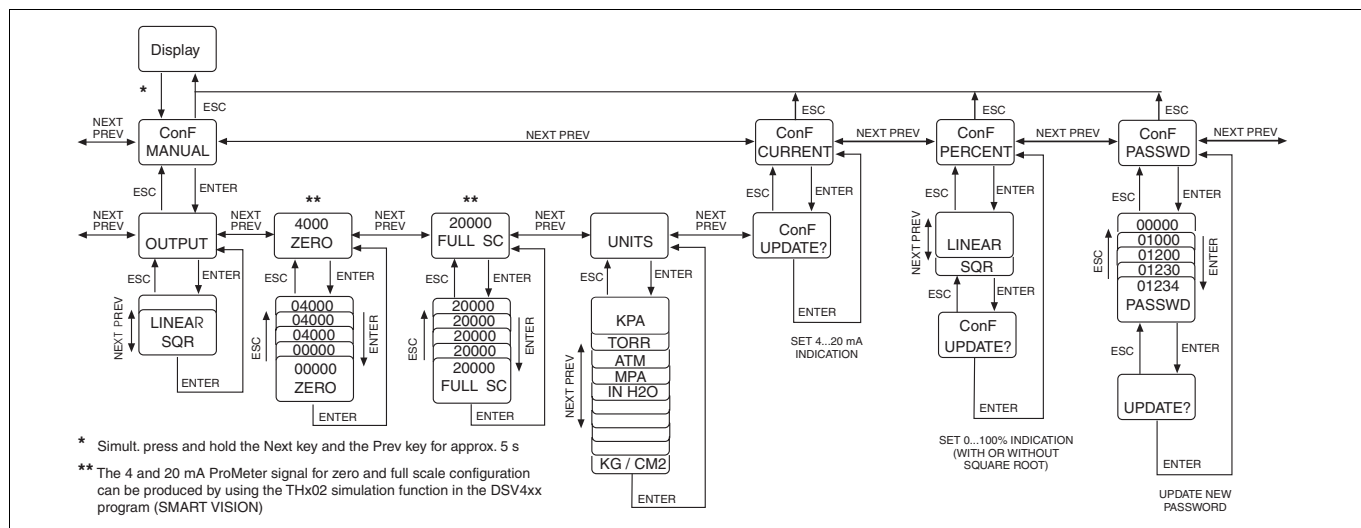 Display
*
ESC
NEXT
PREV
ConF
MANUAL
NEXT PREV
ESC
ConF
CURRENT
NEXT PREV
ESC
ConF
PERCENT
NEXT PREV
ESC
ConF
PASSWD
NEXT PREV
ESC
ENTER
ESC
ENTER
ESC
ENTER
ESC
ENTER
NEXT
PREV
OUTPUT
NEXT
PREV
**
4000
ZERO
NEXT
PREV
**
20000
FULL SC
NEXT
PREV
UNITS
NEXT
PREV
ConF
UPDATE?
ENTER
SET 4...20 mA
INDICATION
NEXT PREV
LINEAR
SQR
ESC
ENTER
ConF
UPDATE?
ENTER
SET 0...100% INDICATION
(WITH OR WITHOUT
SQUARE ROOT)
ESC
00000
01000
01200
01230
01234
PASSWD
ENTER
ESC
ENTER
UPDATE?
ENTER
UPDATE NEW
PASSWORD
ESC
ENTER
NEXT PREV
LINEAR
SQR
ENTER
ESC
ENTER
ESC
04000
04000
04000
00000
00000
ZERO
ENTER
ENTER
ESC
ENTER
ESC
20000
20000
20000
20000
20000
FULL SC
ENTER
ENTER
ESC
ENTER
NEXT PREV
KPA
TORR
ATM
MPA
IN H2O
KG / CM2
ENTER
* Simult. press and hold the Next key and the Prev key for approx. 5 s
** The 4 and 20 mA ProMeter signal for zero and full scale configuration
can be produced by using the THx02 simulation function in the DSV4xx
program (SMART VISION)